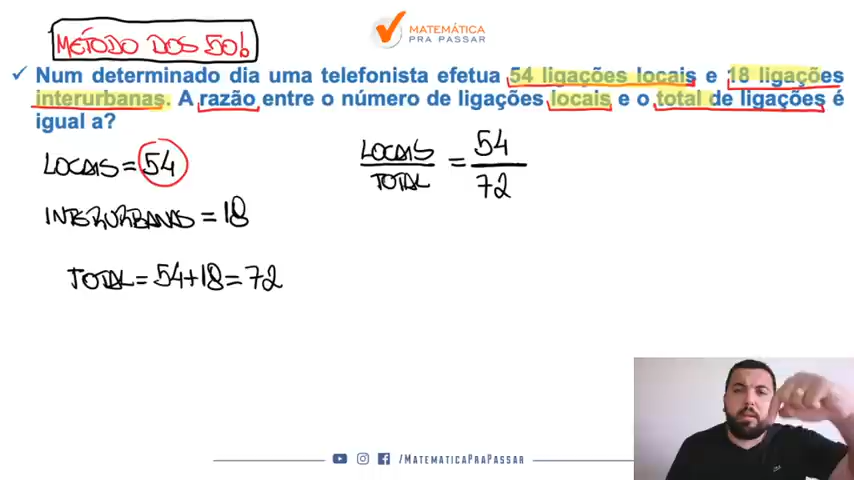 MÉTODO DOS 50%
MATEMÁTICA
PRA PASSAR
✓ Num determinado dia uma telefonista efetua 54 ligações locais e 18 ligações
interurbanas. A razão entre o número de ligações locais e o total de ligações é
igual a?
LOCAIS = 54
INTERURBANAS = 18
TOTAL = 54+18 = 72
LOCAIS/TOTAL = 54/72
/MATEMATICAPRAPASSAR